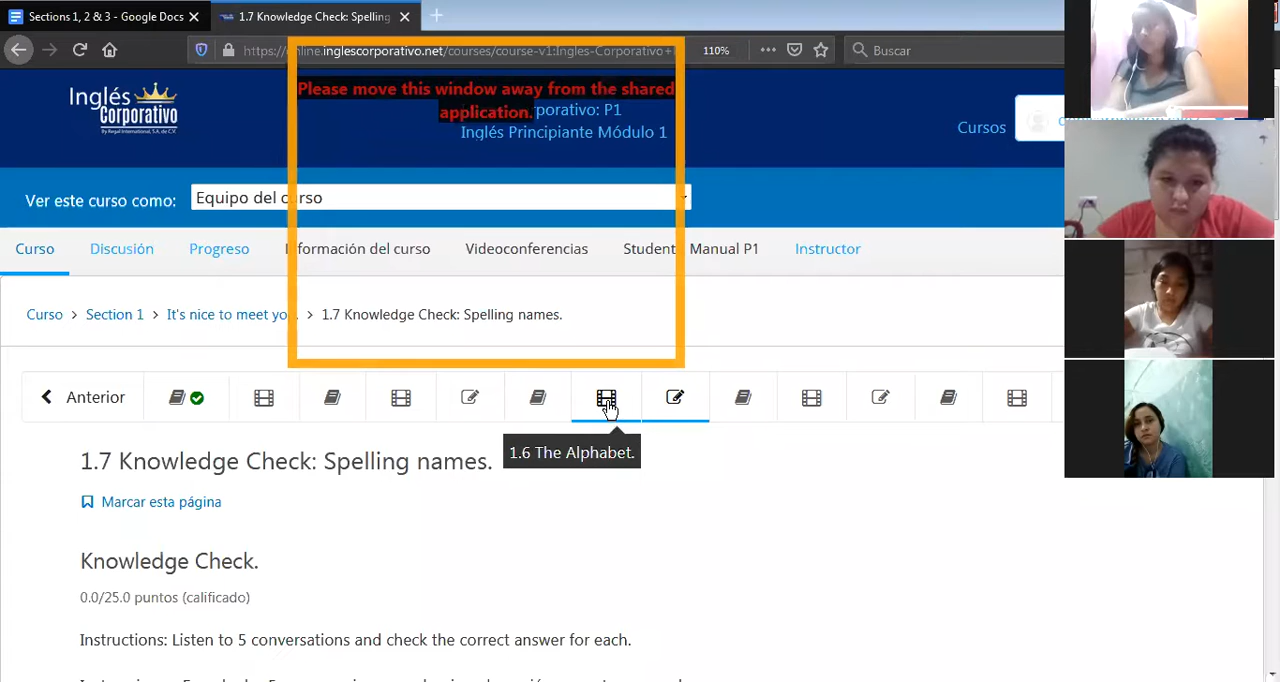 Sections 1, 2 & 3 - Google Docs
1.7 Knowledge Check: Spelling
.inglescorporativo.net/courses/course-v1:Ingles-Corporativo
110%
Buscar
Please move this window away from the shared
application.
porativo: P1
Inglés Principiante Módulo 1
Inglés
Corporativo
By Regal International, S.A. de C.V.
Cursos
Ver este curso como:
Equipo del curso
Curso
Discusión
Progreso
Información del curso
Videoconferencias
Student Manual P1
Instructor
Curso > Section 1 > It's nice to meet yo > 1.7 Knowledge Check: Spelling names.
Anterior
1.6 The Alphabet.
1.7 Knowledge Check: Spelling names.
Marcar esta página
Knowledge Check.
0.0/25.0 puntos (calificado)
Instructions: Listen to 5 conversations and check the correct answer for each.